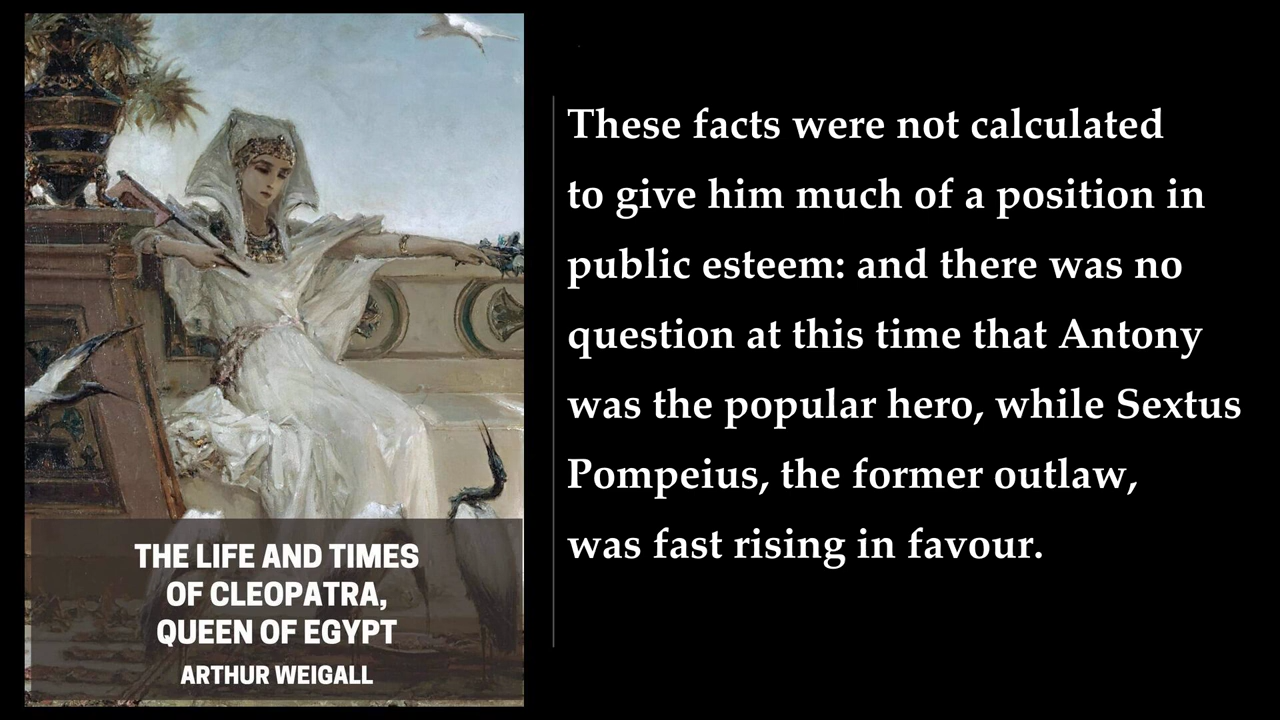 These facts were not calculated
to give him much of a position in
public esteem: and there was no
question at this time that Antony
was the popular hero, while Sextus
Pompeius, the former outlaw,
was fast rising in favour.
THE LIFE AND TIMES
OF CLEOPATRA,
QUEEN OF EGYPT
ARTHUR WEIGALL